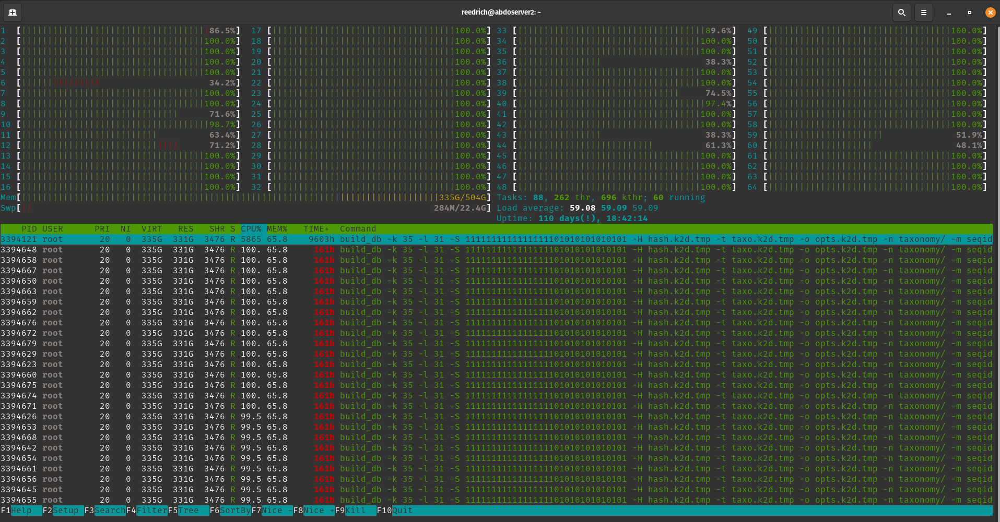 reedrich@abdoserver2: ~
1 [86.5%] 17 [100.0%] 33 [89.6%] 49 [100.0%]
2 [100.0%] 18 [100.0%] 34 [100.0%] 50 [100.0%]
3 [100.0%] 19 [100.0%] 35 [100.0%] 51 [100.0%]
4 [100.0%] 20 [100.0%] 36 [38.3%] 52 [100.0%]
5 [100.0%] 21 [100.0%] 37 [100.0%] 53 [100.0%]
6 [34.2%] 22 [100.0%] 38 [100.0%] 54 [100.0%]
7 [100.0%] 23 [100.0%] 39 [74.5%] 55 [100.0%]
8 [100.0%] 24 [100.0%] 40 [97.4%] 56 [100.0%]
9 [71.6%] 25 [100.0%] 41 [100.0%] 57 [100.0%]
10 [98.7%] 26 [100.0%] 42 [100.0%] 58 [100.0%]
11 [63.4%] 27 [100.0%] 43 [38.3%] 59 [51.9%]
12 [71.2%] 28 [100.0%] 44 [61.3%] 60 [48.1%]
13 [100.0%] 29 [100.0%] 45 [100.0%] 61 [100.0%]
14 [100.0%] 30 [100.0%] 46 [100.0%] 62 [100.0%]
15 [100.0%] 31 [100.0%] 47 [100.0%] 63 [100.0%]
16 [100.0%] 32 [100.0%] 48 [100.0%] 64 [100.0%]
Mem[335G/504G] Tasks: 88, 262 thr, 696 kthr; 60 running
Swp[284M/22.4G] Load average: 59.08 59.09 59.09
Uptime: 110 days(!), 18:42:14
PID USER PRI NI VIRT RES SHR S CPU% MEM% TIME+ Command
3394121 root 20 0 335G 331G 3476 R 5865 65.8 9603h build_db -k 35 -l 31 -S 1111111111111111101010101010101 -H hash.k2d.tmp -t taxo.k2d.tmp -o opts.k2d.tmp -n taxonomy/ -m seqid
3394648 root 20 0 335G 331G 3476 R 100. 65.8 161h build_db -k 35 -l 31 -S 1111111111111111101010101010101 -H hash.k2d.tmp -t taxo.k2d.tmp -o opts.k2d.tmp -n taxonomy/ -m seqid
3394658 root 20 0 335G 331G 3476 R 100. 65.8 161h build_db -k 35 -l 31 -S 1111111111111111101010101010101 -H hash.k2d.tmp -t taxo.k2d.tmp -o opts.k2d.tmp -n taxonomy/ -m seqid
3394667 root 20 0 335G 331G 3476 R 100. 65.8 161h build_db -k 35 -l 31 -S 1111111111111111101010101010101 -H hash.k2d.tmp -t taxo.k2d.tmp -o opts.k2d.tmp -n taxonomy/ -m seqid
3394650 root 20 0 335G 331G 3476 R 100. 65.8 161h build_db -k 35 -l 31 -S 1111111111111111101010101010101 -H hash.k2d.tmp -t taxo.k2d.tmp -o opts.k2d.tmp -n taxonomy/ -m seqid
3394663 root 20 0 335G 331G 3476 R 100. 65.8 161h build_db -k 35 -l 31 -S 1111111111111111101010101010101 -H hash.k2d.tmp -t taxo.k2d.tmp -o opts.k2d.tmp -n taxonomy/ -m seqid
3394659 root 20 0 335G 331G 3476 R 100. 65.8 161h build_db -k 35 -l 31 -S 1111111111111111101010101010101 -H hash.k2d.tmp -t taxo.k2d.tmp -o opts.k2d.tmp -n taxonomy/ -m seqid
3394662 root 20 0 335G 331G 3476 R 100. 65.8 161h build_db -k 35 -l 31 -S 1111111111111111101010101010101 -H hash.k2d.tmp -t taxo.k2d.tmp -o opts.k2d.tmp -n taxonomy/ -m seqid
3394676 root 20 0 335G 331G 3476 R 100. 65.8 161h build_db -k 35 -l 31 -S 1111111111111111101010101010101 -H hash.k2d.tmp -t taxo.k2d.tmp -o opts.k2d.tmp -n taxonomy/ -m seqid
3394672 root 20 0 335G 331G 3476 R 100. 65.8 161h build_db -k 35 -l 31 -S 1111111111111111101010101010101 -H hash.k2d.tmp -t taxo.k2d.tmp -o opts.k2d.tmp -n taxonomy/ -m seqid
3394679 root 20 0 335G 331G 3476 R 100. 65.8 161h build_db -k 35 -l 31 -S 1111111111111111101010101010101 -H hash.k2d.tmp -t taxo.k2d.tmp -o opts.k2d.tmp -n taxonomy/ -m seqid
3394629 root 20 0 335G 331G 3476 R 100. 65.8 161h build_db -k 35 -l 31 -S 1111111111111111101010101010101 -H hash.k2d.tmp -t taxo.k2d.tmp -o opts.k2d.tmp -n taxonomy/ -m seqid
3394623 root 20 0 335G 331G 3476 R 100. 65.8 161h build_db -k 35 -l 31 -S 1111111111111111101010101010101 -H hash.k2d.tmp -t taxo.k2d.tmp -o opts.k2d.tmp -n taxonomy/ -m seqid
3394660 root 20 0 335G 331G 3476 R 100. 65.8 161h build_db -k 35 -l 31 -S 1111111111111111101010101010101 -H hash.k2d.tmp -t taxo.k2d.tmp -o opts.k2d.tmp -n taxonomy/ -m seqid
3394675 root 20 0 335G 331G 3476 R 100. 65.8 161h build_db -k 35 -l 31 -S 1111111111111111101010101010101 -H hash.k2d.tmp -t taxo.k2d.tmp -o opts.k2d.tmp -n taxonomy/ -m seqid
3394674 root 20 0 335G 331G 3476 R 100. 65.8 161h build_db -k 35 -l 31 -S 1111111111111111101010101010101 -H hash.k2d.tmp -t taxo.k2d.tmp -o opts.k2d.tmp -n taxonomy/ -m seqid
3394671 root 20 0 335G 331G 3476 R 100. 65.8 161h build_db -k 35 -l 31 -S 1111111111111111101010101010101 -H hash.k2d.tmp -t taxo.k2d.tmp -o opts.k2d.tmp -n taxonomy/ -m seqid
3394626 root 20 0 335G 331G 3476 R 99.5 65.8 161h build_db -k 35 -l 31 -S 1111111111111111101010101010101 -H hash.k2d.tmp -t taxo.k2d.tmp -o opts.k2d.tmp -n taxonomy/ -m seqid
3394653 root 20 0 335G 331G 3476 R 99.5 65.8 161h build_db -k 35 -l 31 -S 1111111111111111101010101010101 -H hash.k2d.tmp -t taxo.k2d.tmp -o opts.k2d.tmp -n taxonomy/ -m seqid
3394668 root 20 0 335G 331G 3476 R 99.5 65.8 161h build_db -k 35 -l 31 -S 1111111111111111101010101010101 -H hash.k2d.tmp -t taxo.k2d.tmp -o opts.k2d.tmp -n taxonomy/ -m seqid
3394642 root 20 0 335G 331G 3476 R 99.5 65.8 161h build_db -k 35 -l 31 -S 1111111111111111101010101010101 -H hash.k2d.tmp -t taxo.k2d.tmp -o opts.k2d.tmp -n taxonomy/ -m seqid
3394654 root 20 0 335G 331G 3476 R 99.5 65.8 161h build_db -k 35 -l 31 -S 1111111111111111101010101010101 -H hash.k2d.tmp -t taxo.k2d.tmp -o opts.k2d.tmp -n taxonomy/ -m seqid
3394661 root 20 0 335G 331G 3476 R 99.5 65.8 161h build_db -k 35 -l 31 -S 1111111111111111101010101010101 -H hash.k2d.tmp -t taxo.k2d.tmp -o opts.k2d.tmp -n taxonomy/ -m seqid
3394656 root 20 0 335G 331G 3476 R 99.5 65.8 161h build_db -k 35 -l 31 -S 1111111111111111101010101010101 -H hash.k2d.tmp -t taxo.k2d.tmp -o opts.k2d.tmp -n taxonomy/ -m seqid
3394645 root 20 0 335G 331G 3476 R 99.5 65.8 161h build_db -k 35 -l 31 -S 1111111111111111101010101010101 -H hash.k2d.tmp -t taxo.k2d.tmp -o opts.k2d.tmp -n taxonomy/ -m seqid
3394655 root 20 0 335G 331G 3476 R 99.5 65.8 161h build_db -k 35 -l 31 -S 1111111111111111101010101010101 -H hash.k2d.tmp -t taxo.k2d.tmp -o opts.k2d.tmp -n taxonomy/ -m seqid
F1Help F2Setup F3SearchF4FilterF5Tree F6SortByF7Nice -F8Nice +F9Kill F10Quit